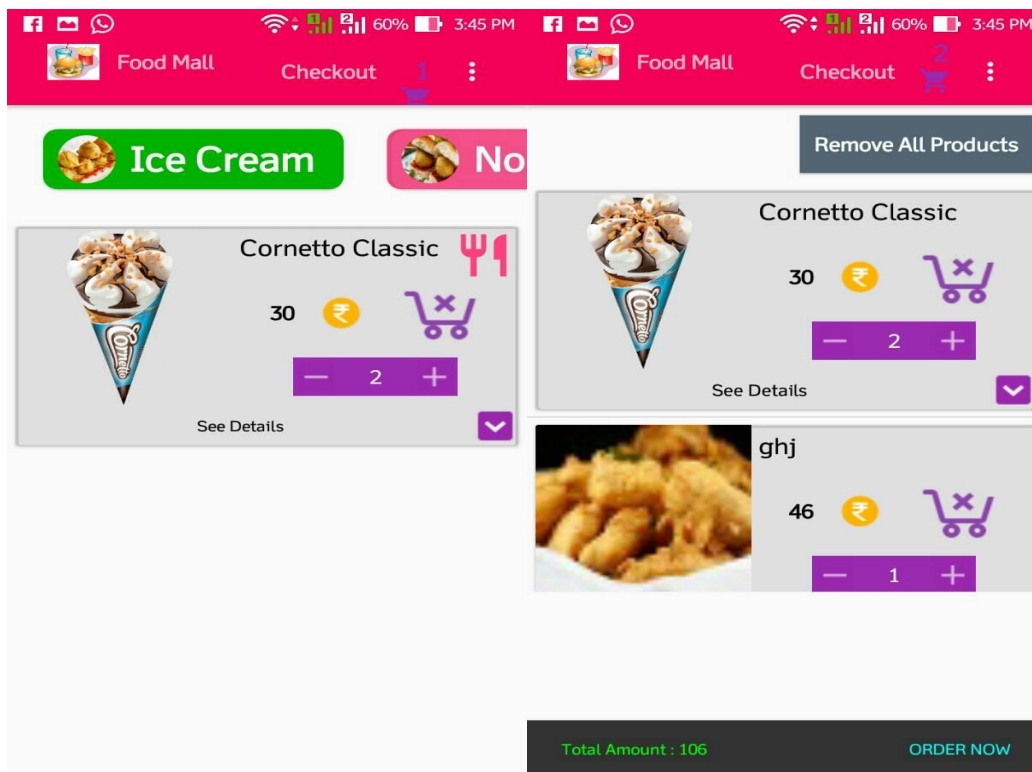 60% 3:45 PM
Food Mall
Checkout
1
Ice Cream
No
Cornetto Classic
30 ₹
Cornetto
— 2 +
See Details
60% 3:45 PM
Food Mall
Checkout
2
Remove All Products
Cornetto Classic
30 ₹
Cornetto
— 2 +
See Details
ghj
46 ₹
— 1 +
Total Amount : 106
ORDER NOW